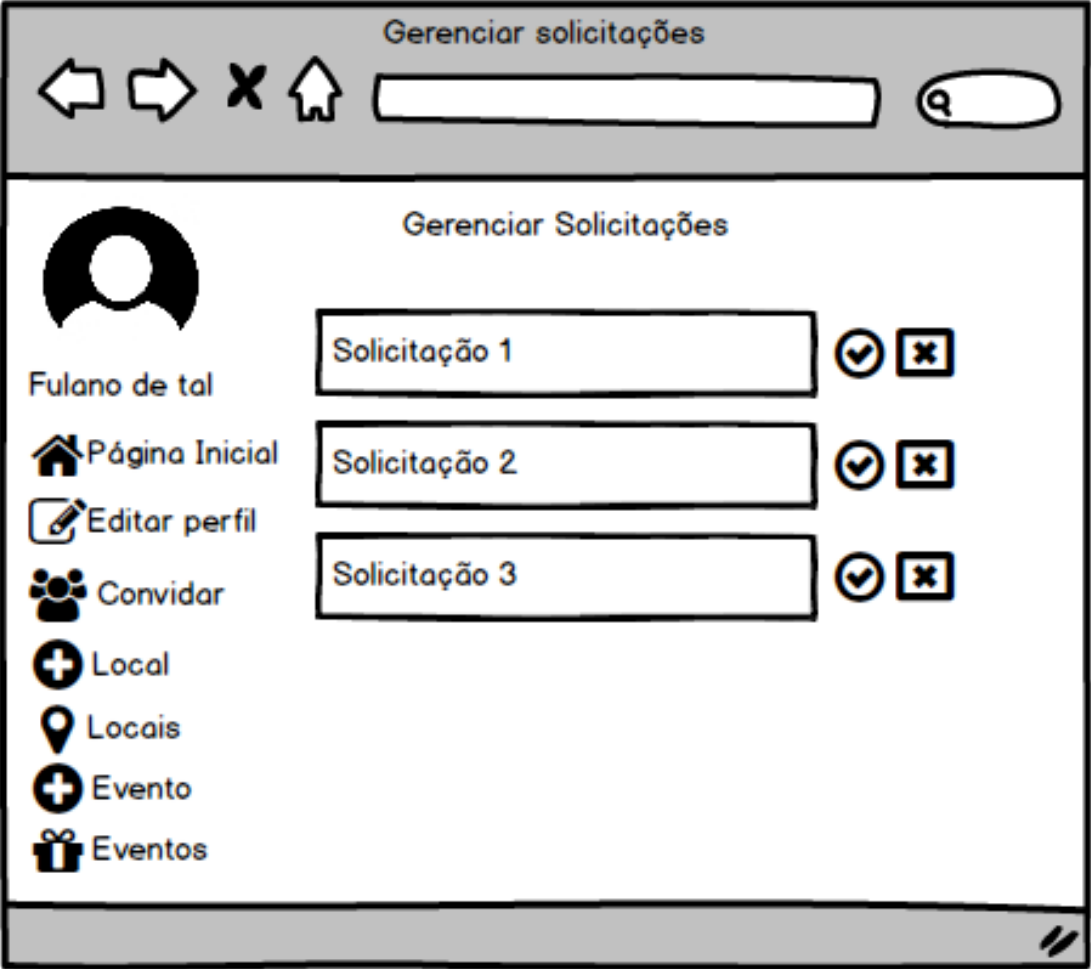 Gerenciar solicitações
Gerenciar Solicitações
Fulano de tal
Página Inicial
Editar perfil
Convidar
Local
Locais
Evento
Eventos
Solicitação 1
Solicitação 2
Solicitação 3